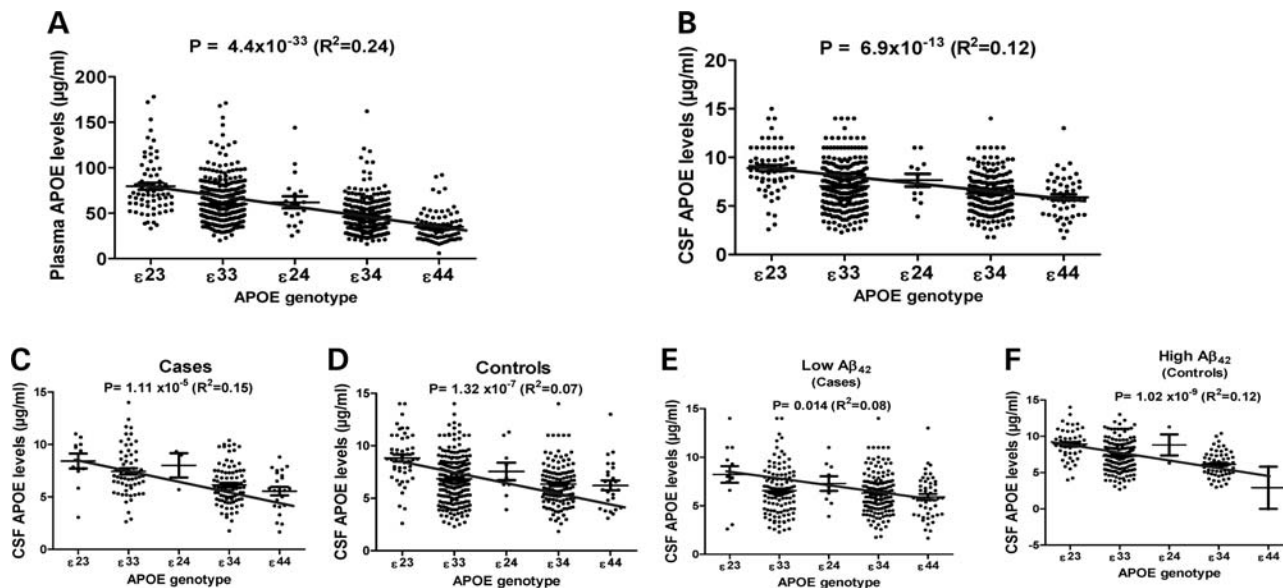 A
P = 4.4x10⁻³³ (R²=0.24)
Plasma APOE levels (µg/ml)
200
150
100
50
0
ε23 ε33 ε24 ε34 ε44
APOE genotype
B
P = 6.9x10⁻¹³ (R²=0.12)
CSF APOE levels (µg/ml)
20
15
10
5
0
ε23 ε33 ε24 ε34 ε44
APOE genotype
C
Cases
P= 1.11 x10⁻⁵ (R²=0.15)
CSF APOE levels (µg/ml)
15
10
5
0
ε23 ε33 ε24 ε34 ε44
APOE genotype
D
Controls
P= 1.32 x10⁻⁷ (R²=0.07)
CSF APOE levels (µg/ml)
15
10
5
0
ε23 ε33 ε24 ε34 ε44
APOE genotype
E
Low Aβ₄₂
(Cases)
P= 0.014 (R²=0.08)
CSF APOE levels (µg/ml)
15
10
5
0
ε23 ε33 ε24 ε34 ε44
APOE genotype
F
High Aβ₄₂
(Controls)
P= 1.02 x10⁻⁹ (R²=0.12)
CSF APOE levels (µg/ml)
15
10
5
0
-5
ε23 ε33 ε24 ε34 ε44
APOE genotype